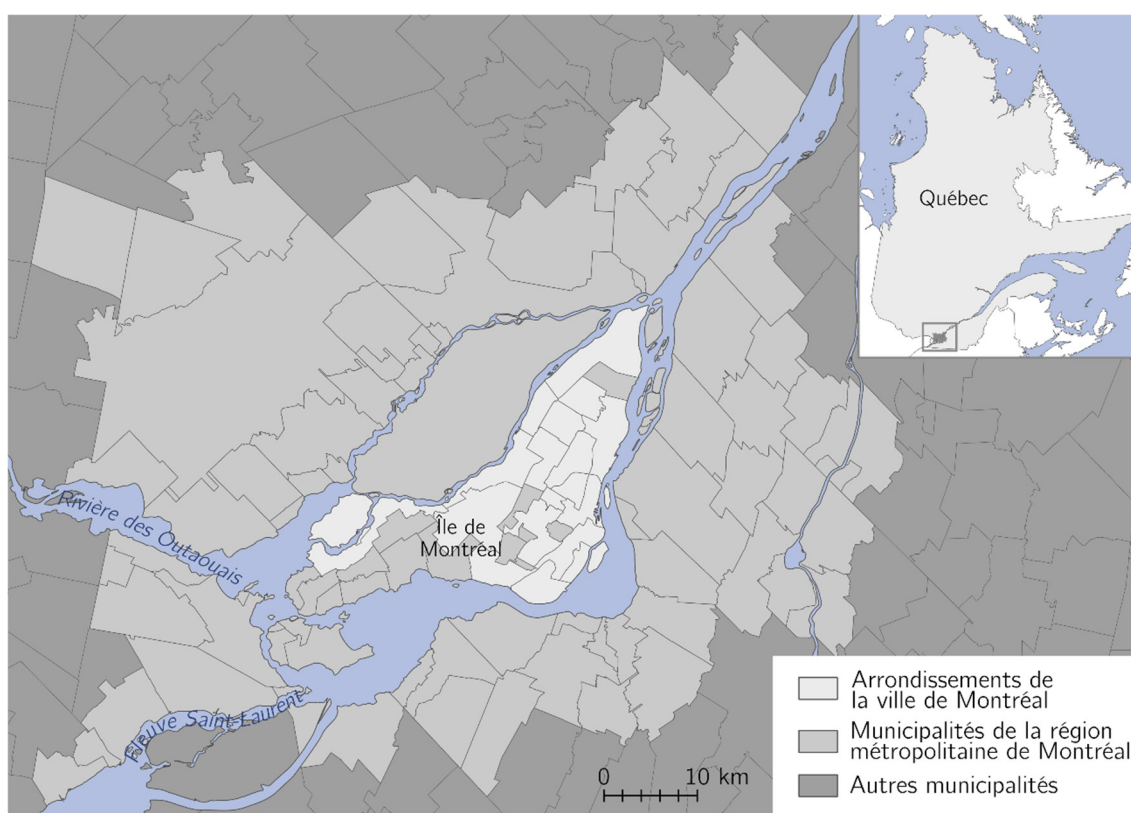 Québec
Rivière des Outaouais
Île de
Montréal
Fleuve Saint-Laurent
0 10 km
Arrondissements de
la ville de Montréal
Municipalités de la région
métropolitaine de Montréal
Autres municipalités